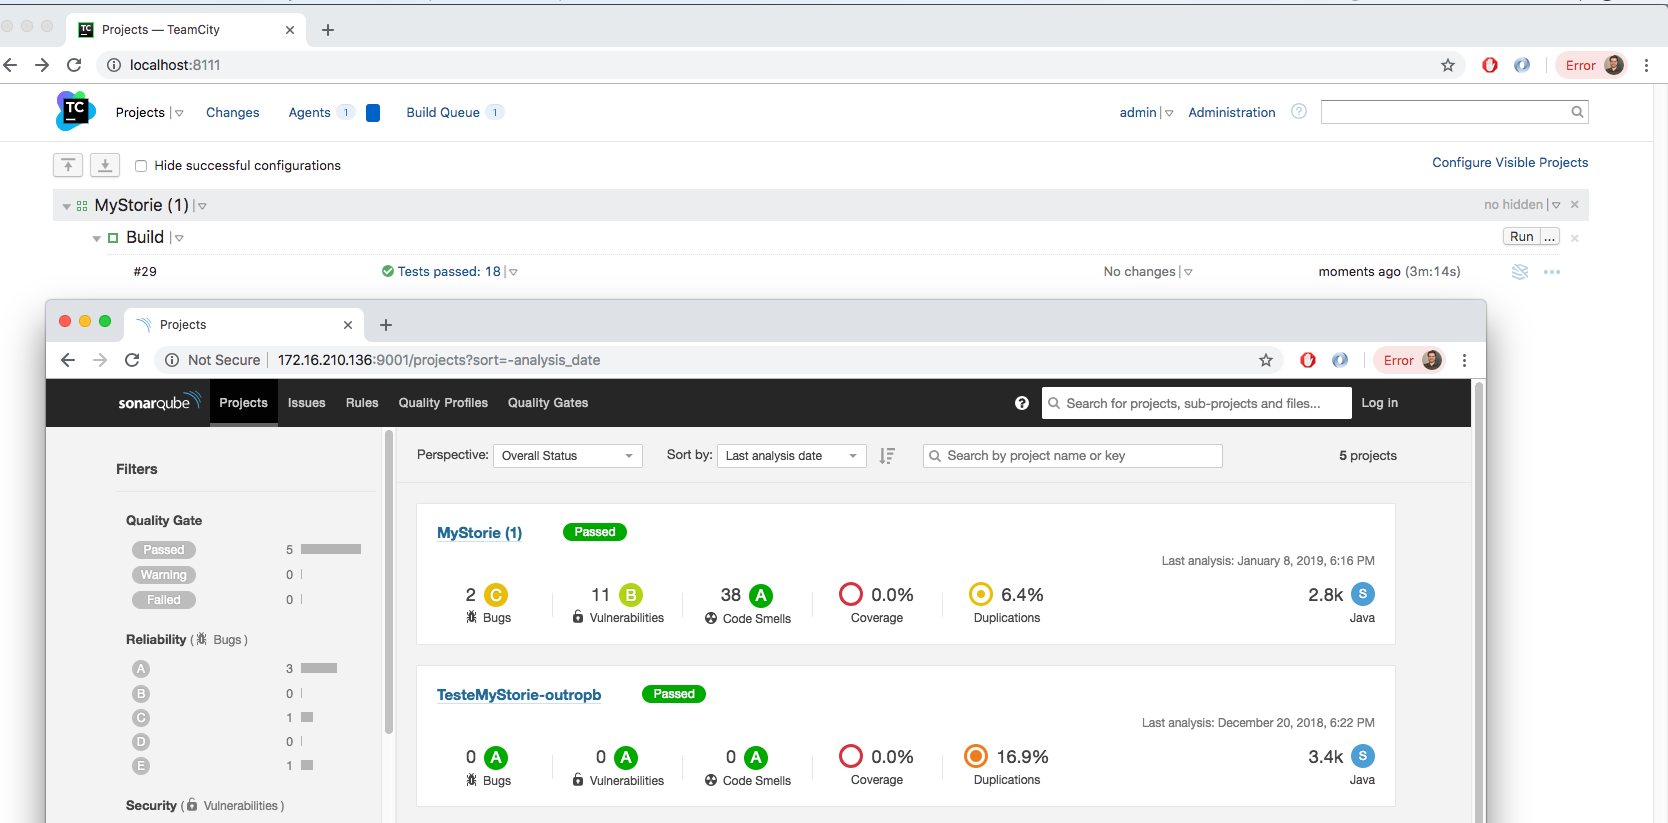 Projects — TeamCity
localhost:8111
Error
TC
Projects
Changes
Agents 1
Build Queue 1
admin
Administration
Hide successful configurations
Configure Visible Projects
MyStorie (1)
no hidden
Build
Run ...
#29
Tests passed: 18
No changes
moments ago (3m:14s)
Projects
Not Secure
172.16.210.136:9001/projects?sort=-analysis_date
Error
sonarqube
Projects
Issues
Rules
Quality Profiles
Quality Gates
Search for projects, sub-projects and files...
Log in
Filters
Quality Gate
Passed 5
Warning 0
Failed 0
Reliability ( Bugs )
A 3
B 0
C 1
D 0
E 1
Security ( Vulnerabilities )
Perspective: Overall Status
Sort by: Last analysis date
Search by project name or key
5 projects
MyStorie (1) Passed
Last analysis: January 8, 2019, 6:16 PM
2 C 11 B 38 A 0.0% 6.4% 2.8k S
Bugs Vulnerabilities Code Smells Coverage Duplications Java
TesteMyStorie-outropb Passed
Last analysis: December 20, 2018, 6:22 PM
0 A 0 A 0 A 0.0% 16.9% 3.4k S
Bugs Vulnerabilities Code Smells Coverage Duplications Java